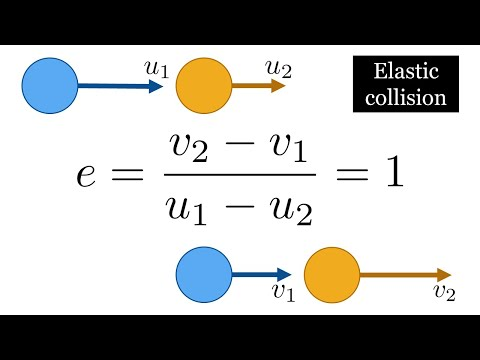 u₁ u₂
Elastic
collision
e = (v₂ − v₁) / (u₁ − u₂) = 1
v₁ v₂